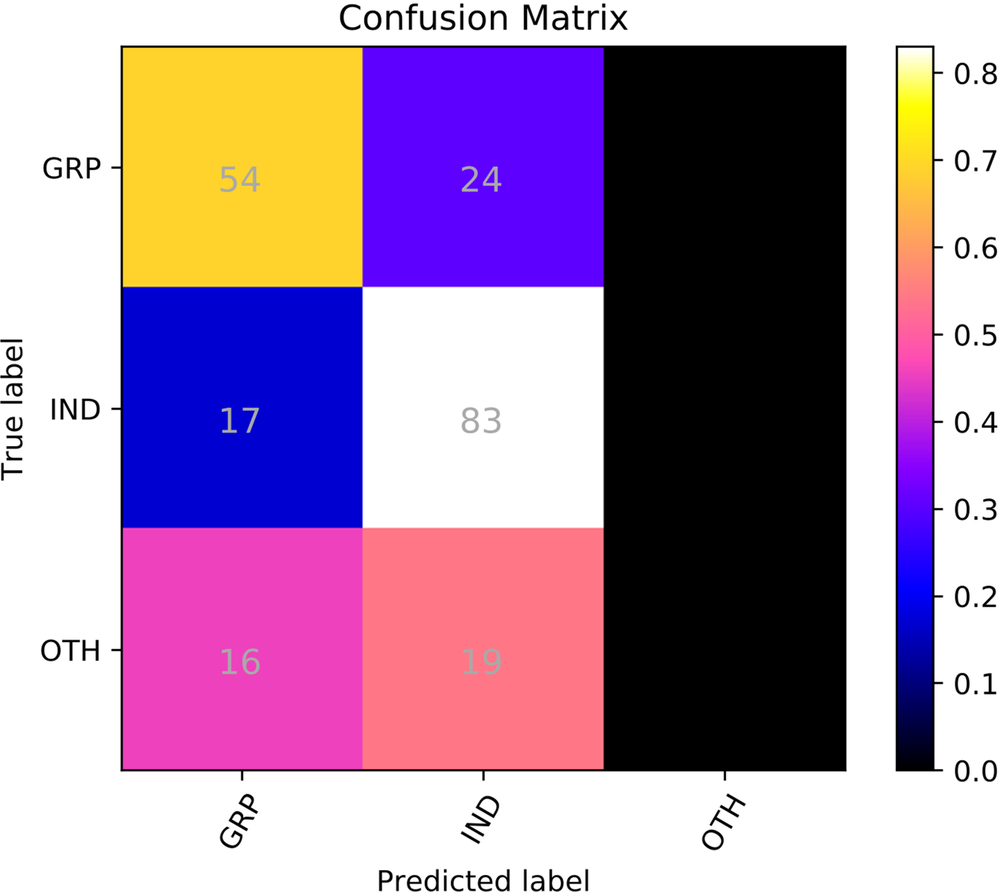 Confusion Matrix
GRP 54 24
IND 17 83
OTH 16 19
GRP IND OTH
Predicted label
True label
0.8
0.7
0.6
0.5
0.4
0.3
0.2
0.1
0.0